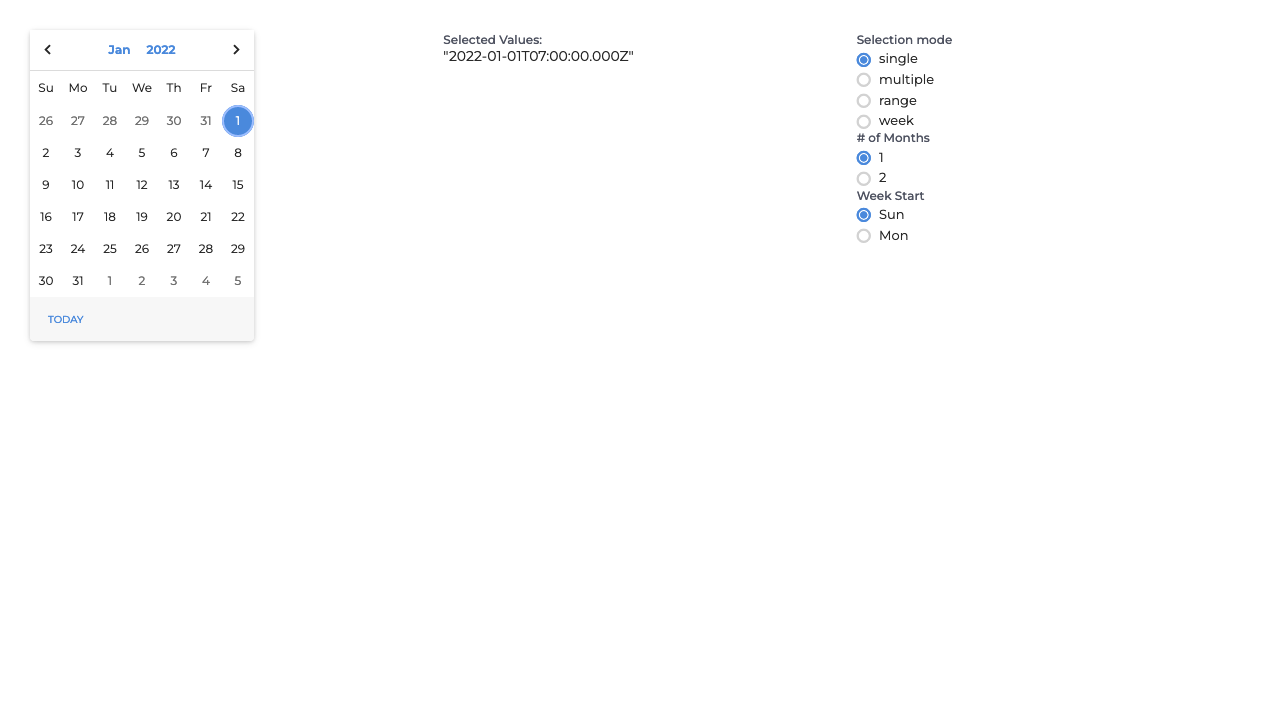 Jan 2022
Su Mo Tu We Th Fr Sa
26 27 28 29 30 31 1
2 3 4 5 6 7 8
9 10 11 12 13 14 15
16 17 18 19 20 21 22
23 24 25 26 27 28 29
30 31 1 2 3 4 5
TODAY
Selected Values:
"2022-01-01T07:00:00.000Z"
Selection mode
single
multiple
range
week
# of Months
1
2
Week Start
Sun
Mon